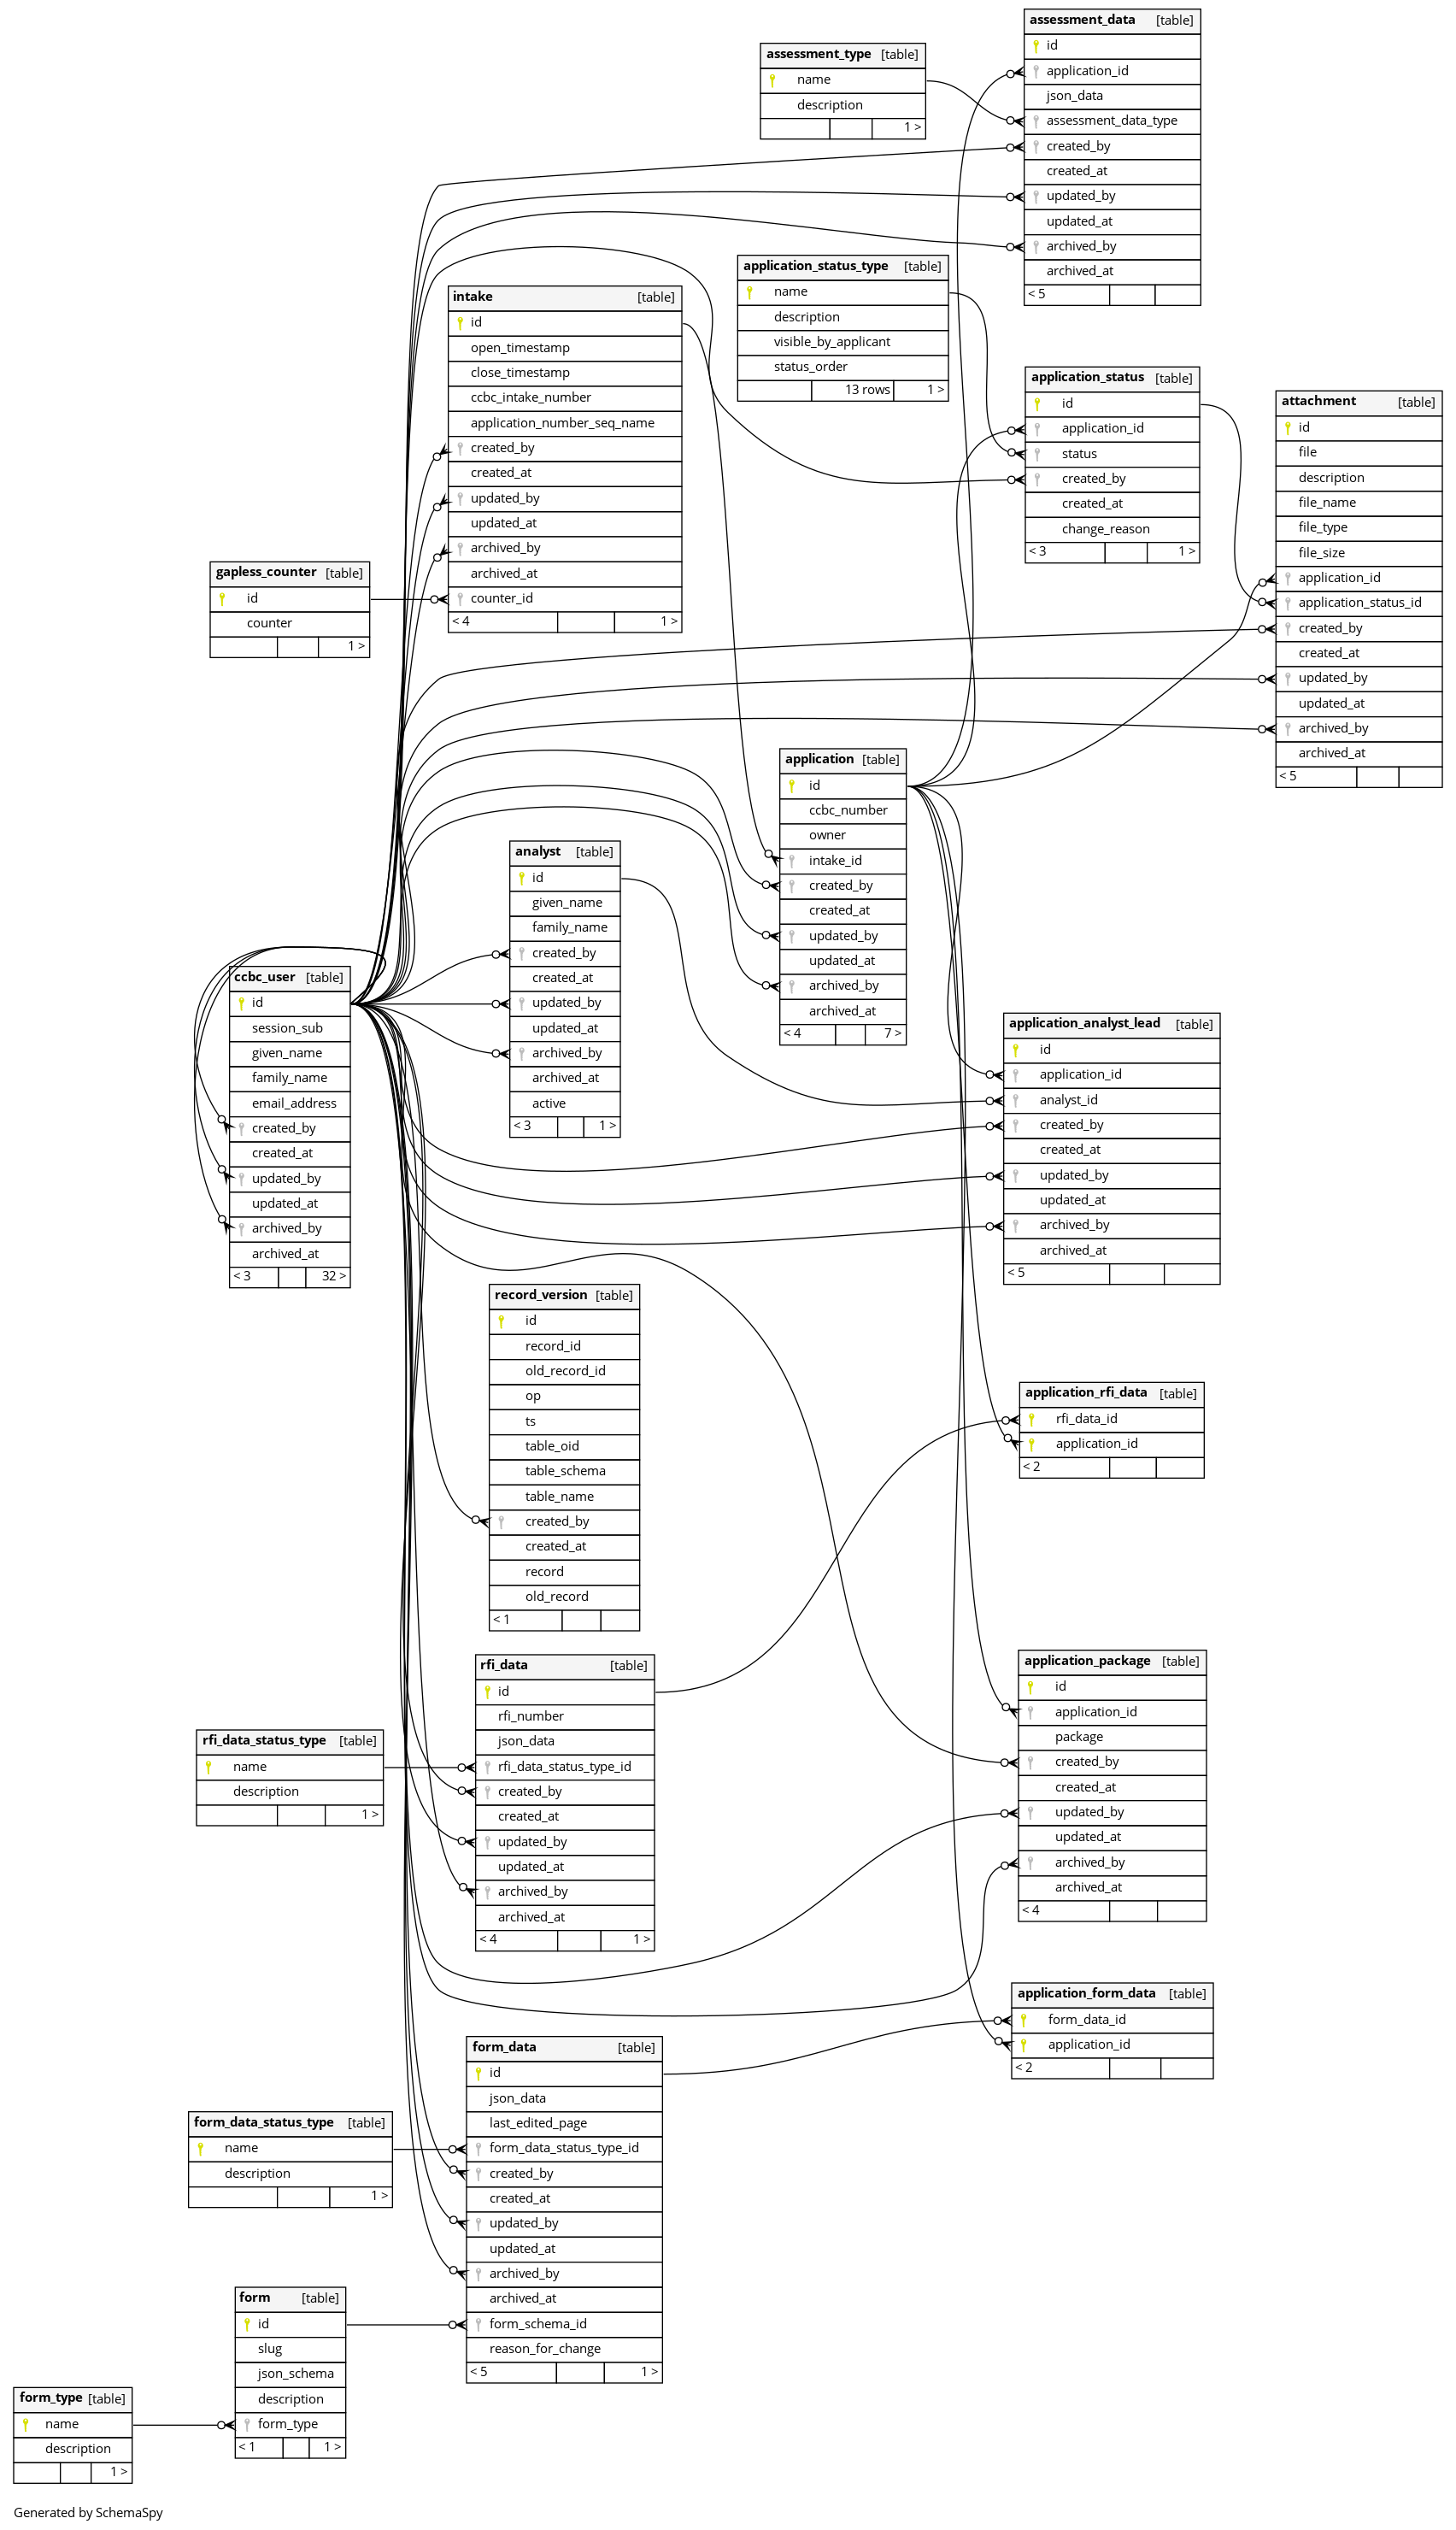 assessment_data [table]
id
application_id
json_data
assessment_data_type
created_by
created_at
updated_by
updated_at
archived_by
archived_at
< 5
assessment_type [table]
name
description
1 >
application_status_type [table]
name
description
visible_by_applicant
status_order
13 rows 1 >
intake [table]
id
open_timestamp
close_timestamp
ccbc_intake_number
application_number_seq_name
created_by
created_at
updated_by
updated_at
archived_by
archived_at
counter_id
< 4 1 >
application_status [table]
id
application_id
status
created_by
created_at
change_reason
< 3 1 >
attachment [table]
id
file
description
file_name
file_type
file_size
application_id
application_status_id
created_by
created_at
updated_by
updated_at
archived_by
archived_at
< 5
gapless_counter [table]
id
counter
1 >
application [table]
id
ccbc_number
owner
intake_id
created_by
created_at
updated_by
updated_at
archived_by
archived_at
< 4 7 >
analyst [table]
id
given_name
family_name
created_by
created_at
updated_by
updated_at
archived_by
archived_at
active
< 3 1 >
ccbc_user [table]
id
session_sub
given_name
family_name
email_address
created_by
created_at
updated_by
updated_at
archived_by
archived_at
< 3 32 >
application_analyst_lead [table]
id
application_id
analyst_id
created_by
created_at
updated_by
updated_at
archived_by
archived_at
< 5
record_version [table]
id
record_id
old_record_id
op
ts
table_oid
table_schema
table_name
created_by
created_at
record
old_record
< 1
application_rfi_data [table]
rfi_data_id
application_id
< 2
rfi_data [table]
id
rfi_number
json_data
rfi_data_status_type_id
created_by
created_at
updated_by
updated_at
archived_by
archived_at
< 4 1 >
application_package [table]
id
application_id
package
created_by
created_at
updated_by
updated_at
archived_by
archived_at
< 4
rfi_data_status_type [table]
name
description
1 >
application_form_data [table]
form_data_id
application_id
< 2
form_data [table]
id
json_data
last_edited_page
form_data_status_type_id
created_by
created_at
updated_by
updated_at
archived_by
archived_at
form_schema_id
reason_for_change
< 5 1 >
form_data_status_type [table]
name
description
1 >
form [table]
id
slug
json_schema
description
form_type
< 1 1 >
form_type [table]
name
description
1 >
Generated by SchemaSpy